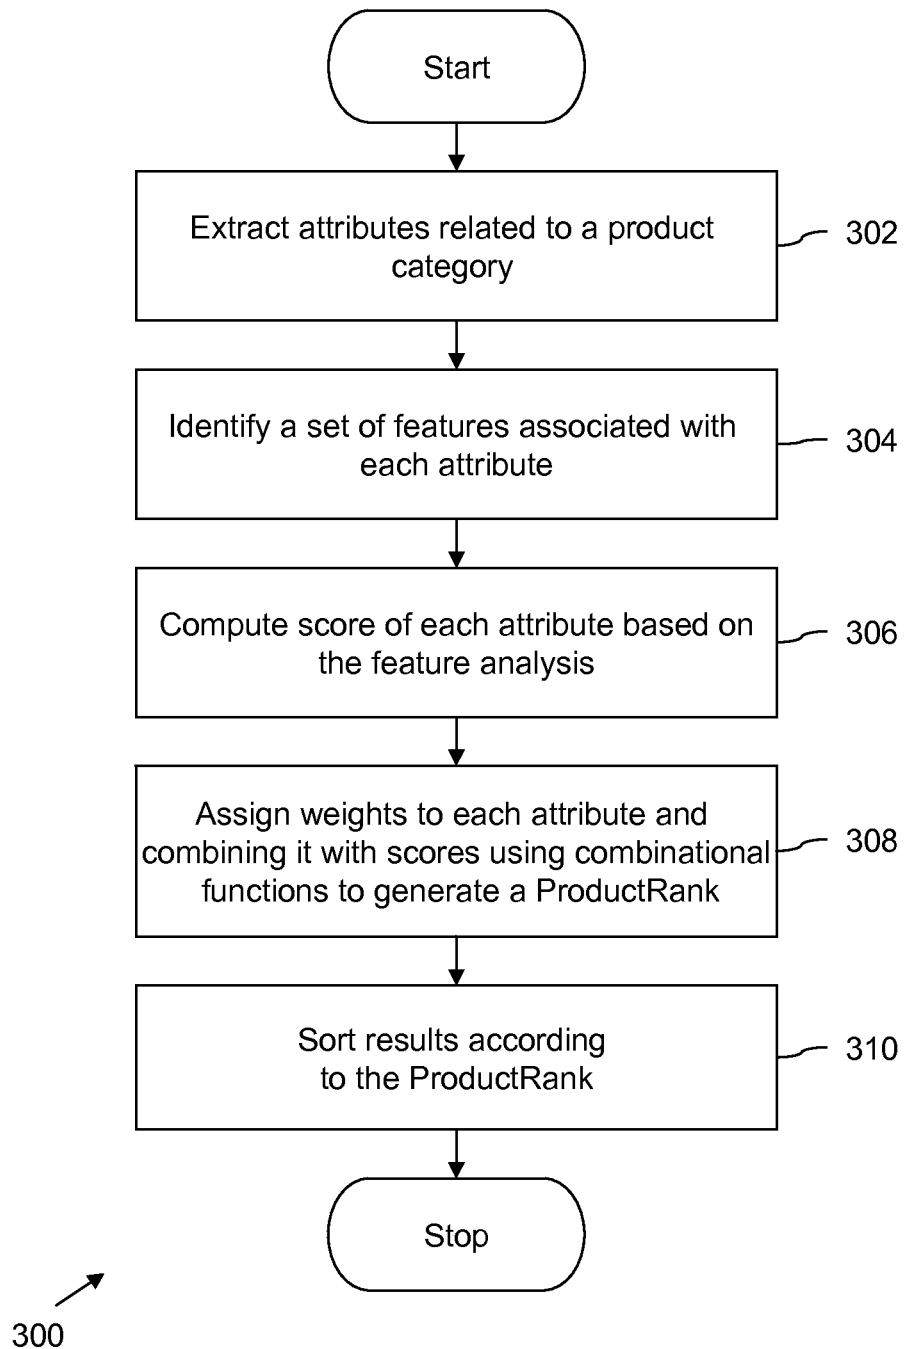 Start
Extract attributes related to a product
category
302
Identify a set of features associated with
each attribute
304
Compute score of each attribute based on
the feature analysis
306
Assign weights to each attribute and
combining it with scores using combinational
functions to generate a ProductRank
308
Sort results according
to the ProductRank
310
Stop
300